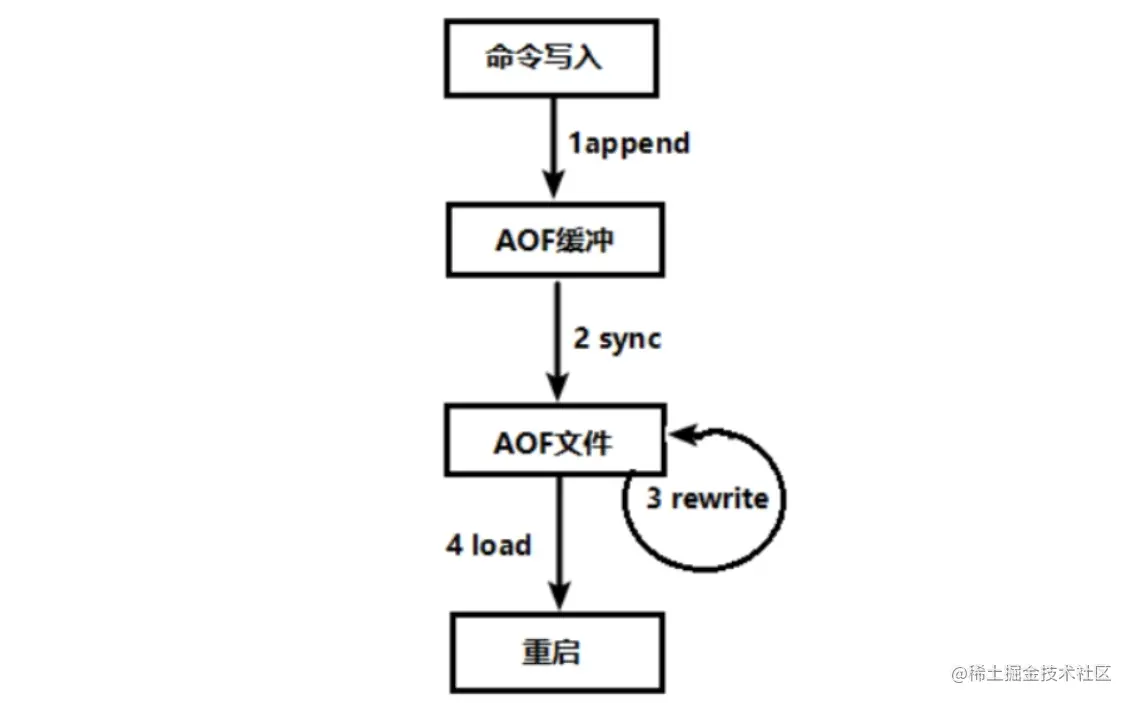 命令写入
1append
AOF缓冲
2 sync
AOF文件
3 rewrite
4 load
重启
@稀土掘金技术社区